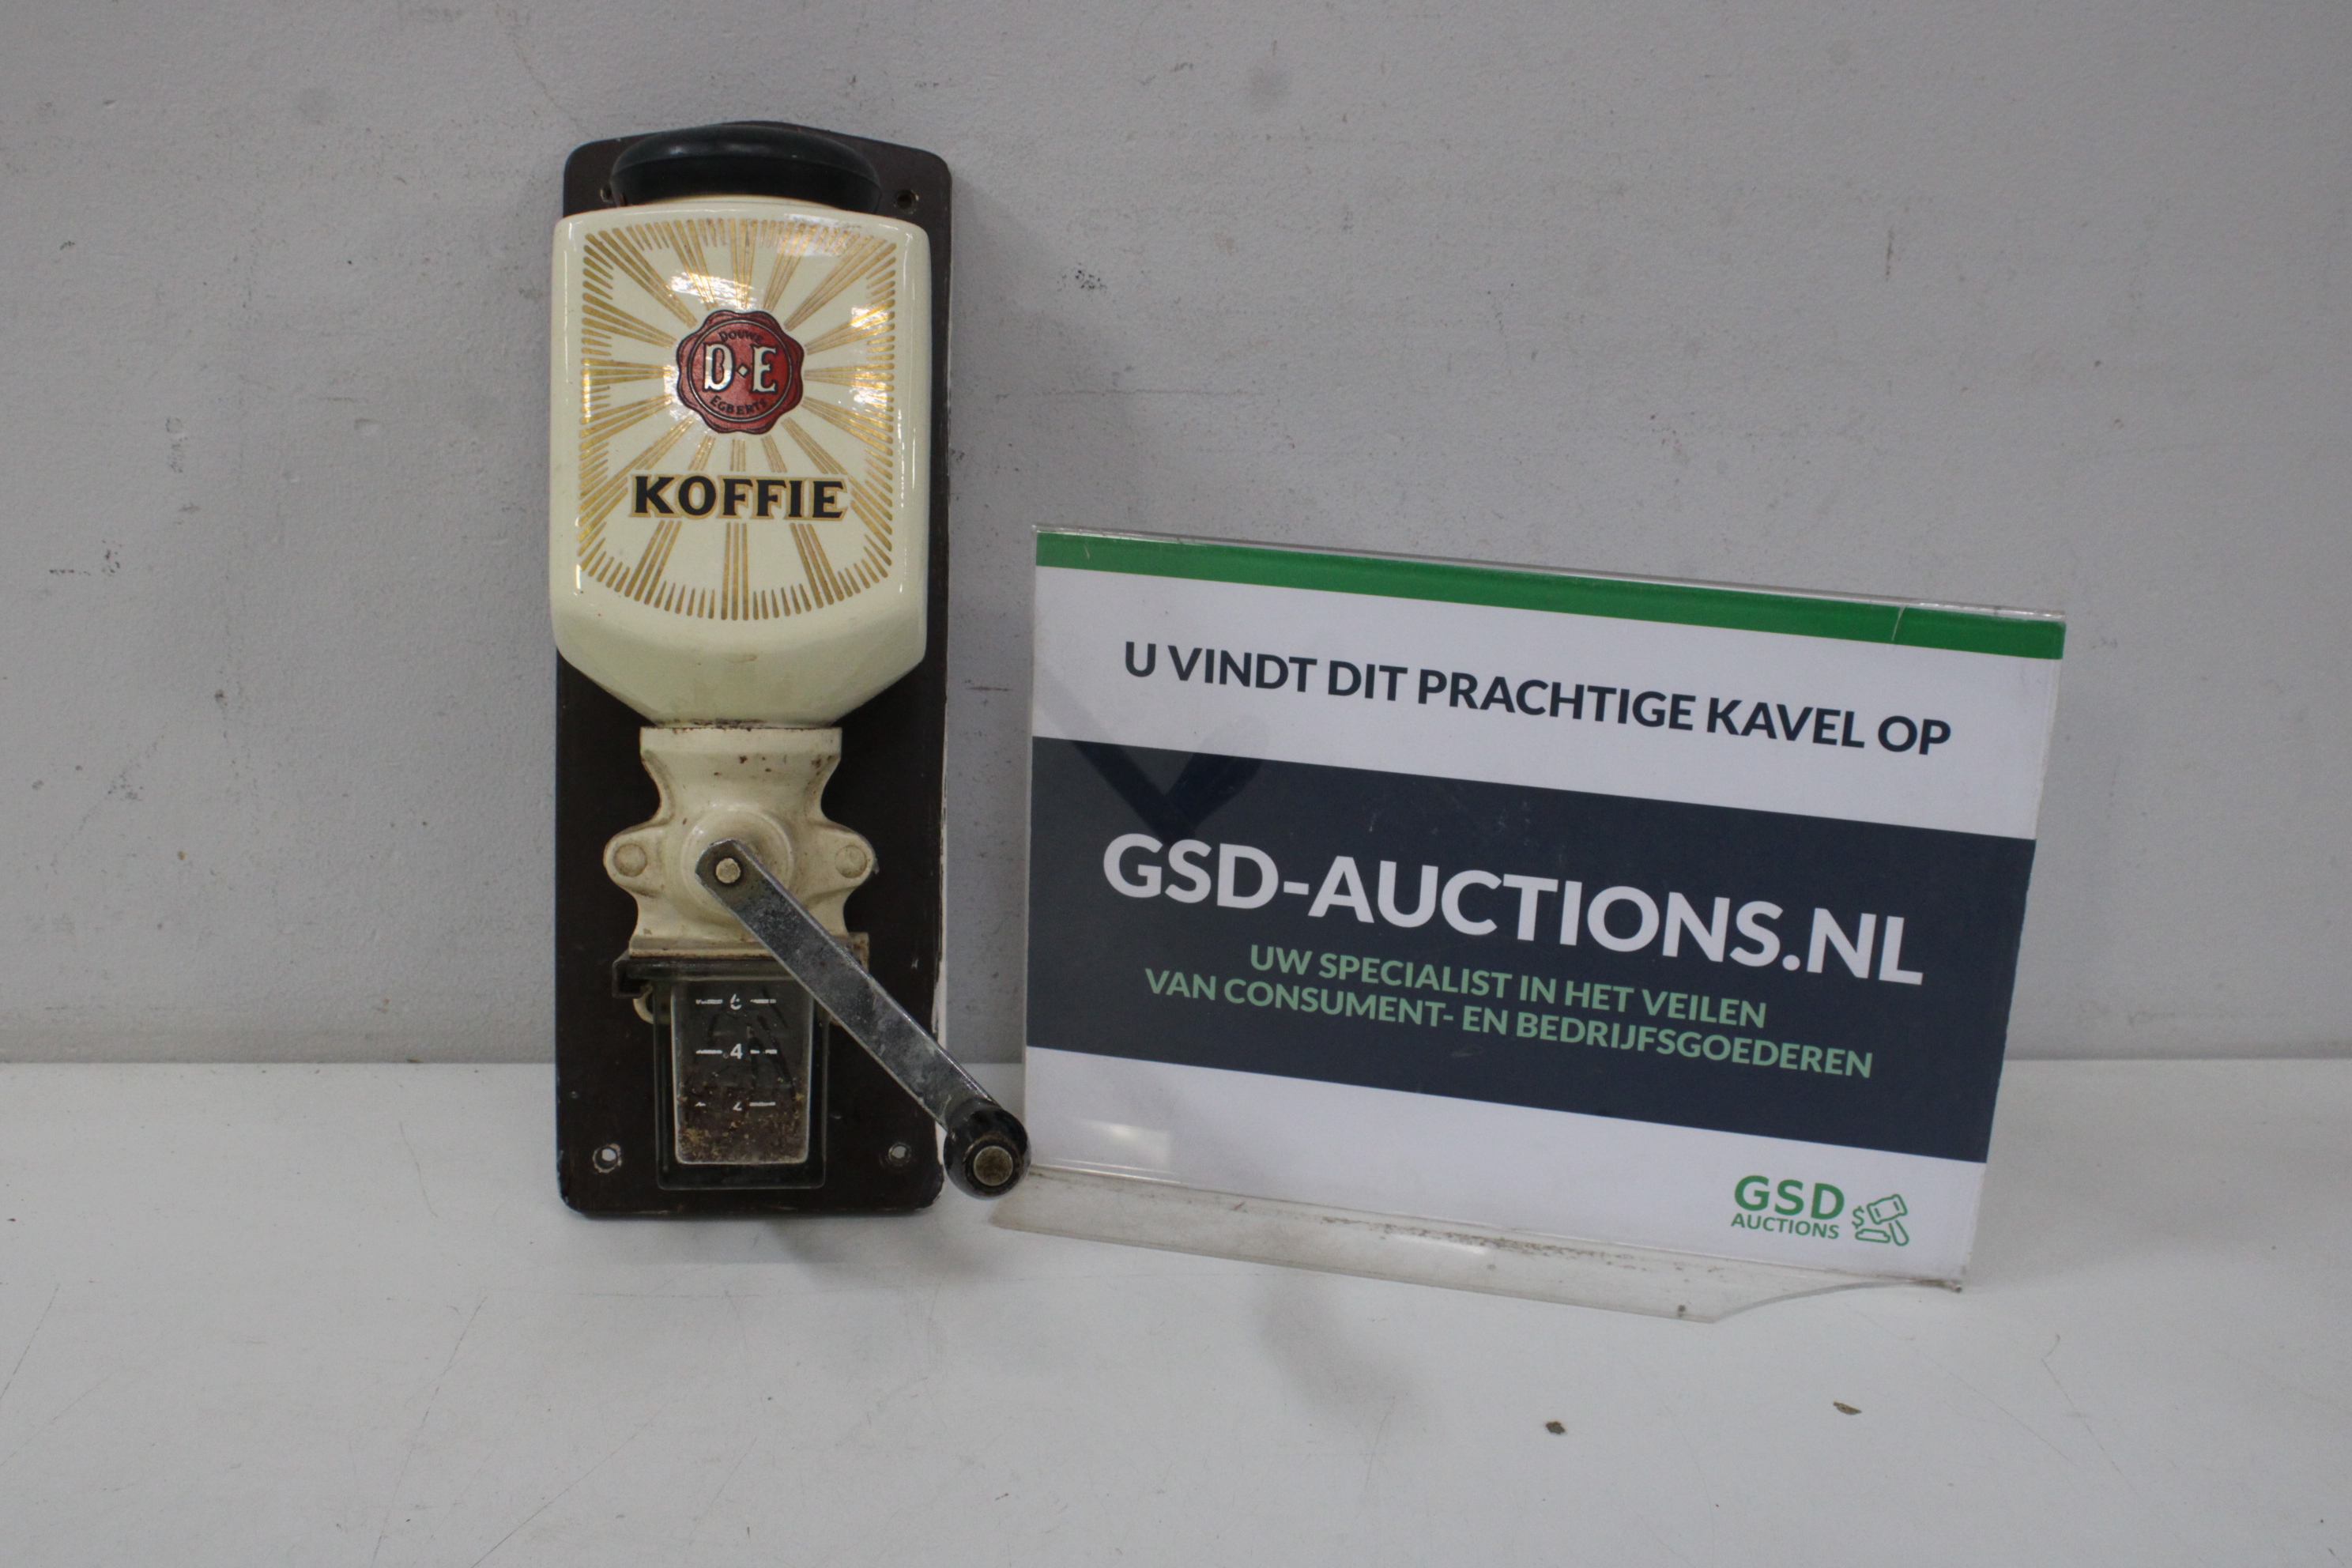 DOUWE
D·E
EGBERTS
KOFFIE
6
4
2
U VINDT DIT PRACHTIGE KAVEL OP
GSD-AUCTIONS.NL
UW SPECIALIST IN HET VEILEN
VAN CONSUMENT- EN BEDRIJFSGOEDEREN
GSD
AUCTIONS